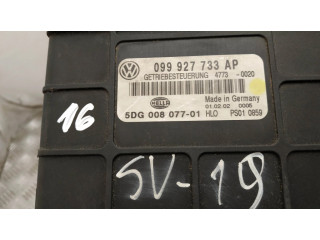 099 927 733 AP
GETRIEBESTEUERUNG 4773 -0020
HELLA
Made in Germany
01.02.02 0006
5DG 008 077-01 HLO PS01 0859
16
SV-19